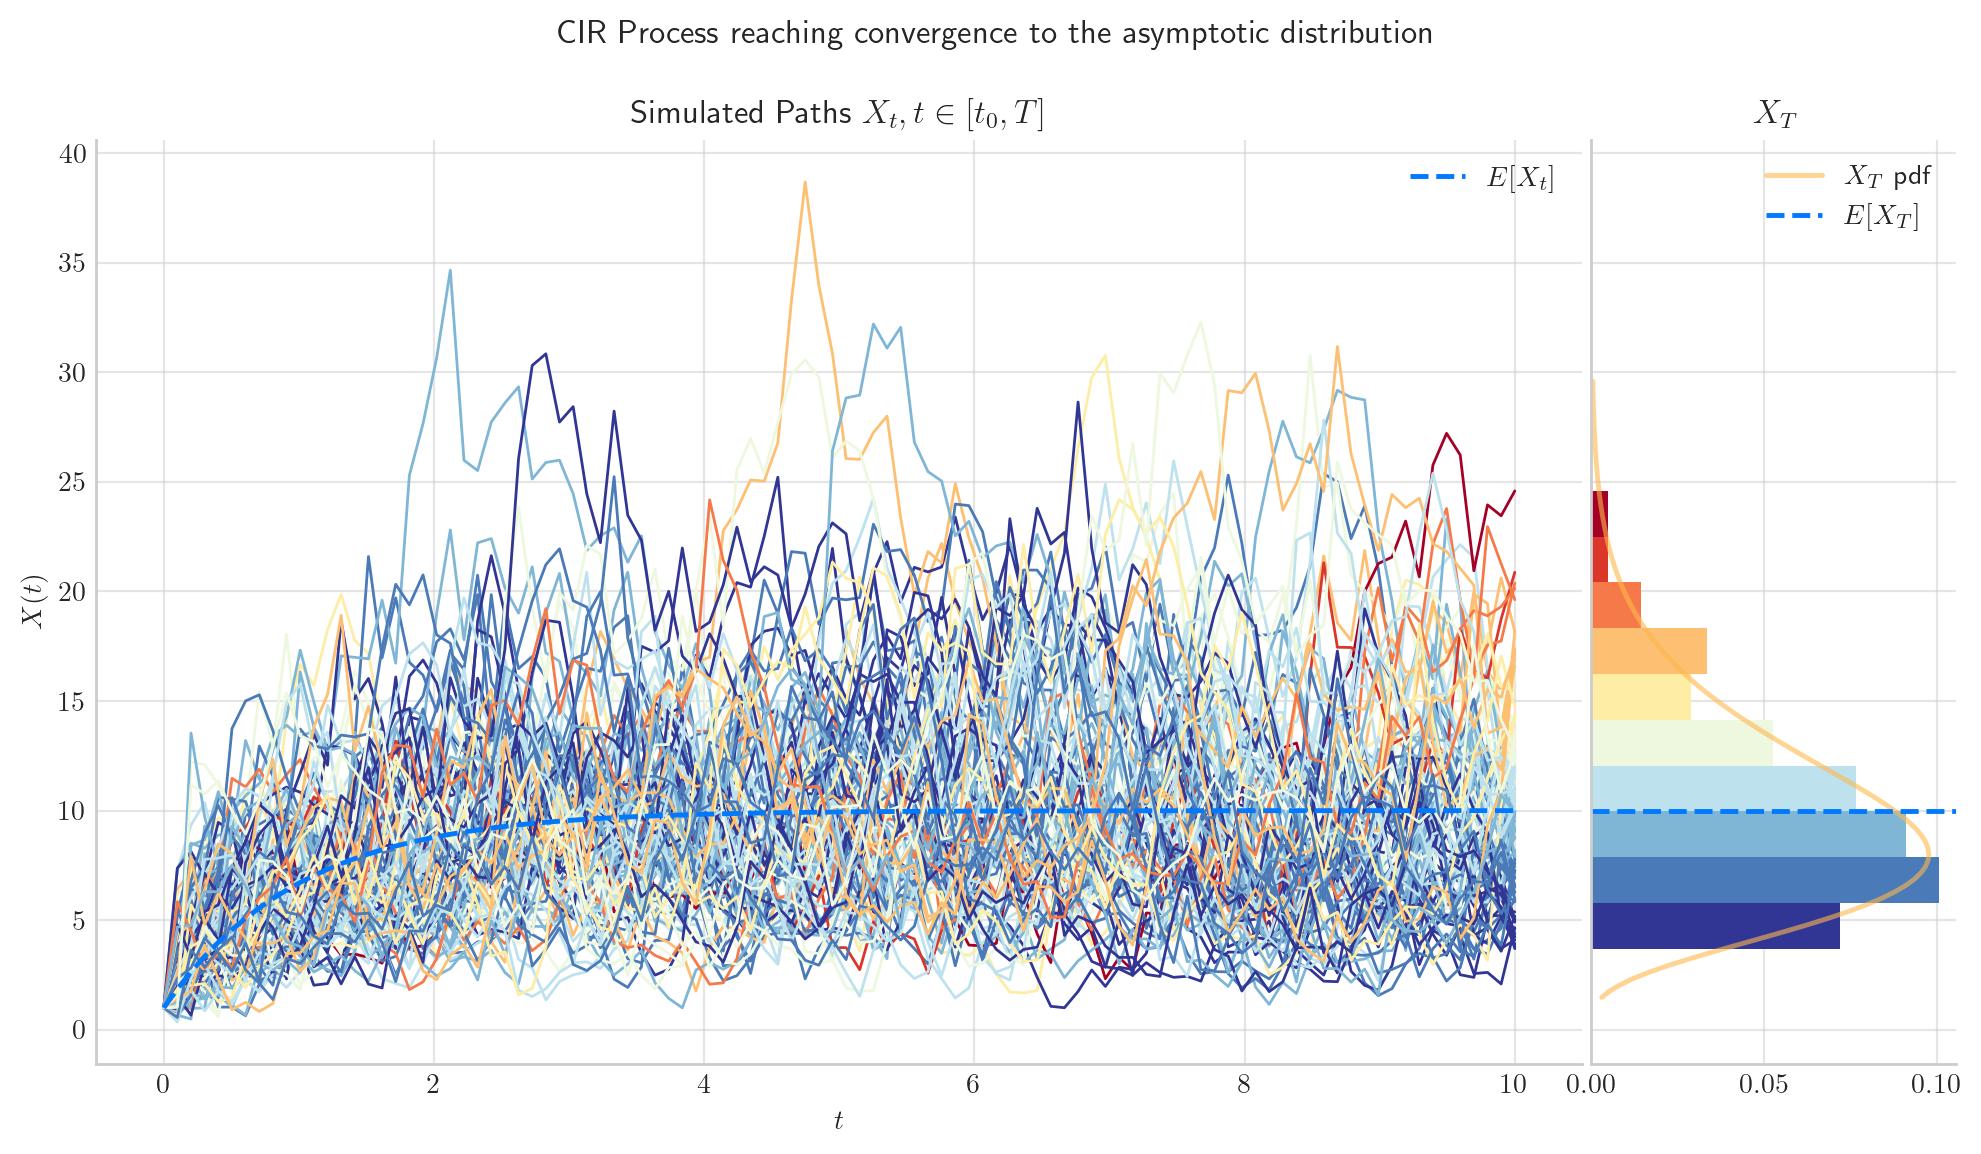 CIR Process reaching convergence to the asymptotic distribution
Simulated Paths $X_t, t \in [t_0, T]$
$X_T$
40
35
30
25
20
15
10
5
0
$X(t)$
$E[X_t]$
$X_T$ pdf
$E[X_T]$
0 2 4 6 8 10
0.00 0.05 0.10
$t$